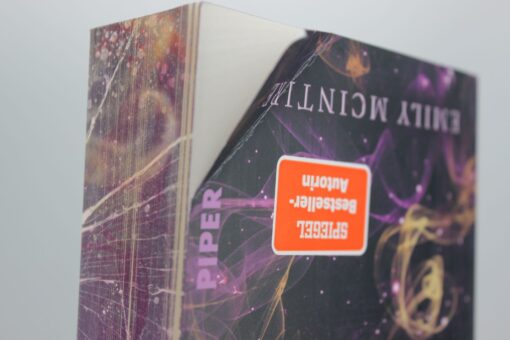 EMILY MCINTIRE
SPIEGEL
Bestseller-
Autorin
PIPER